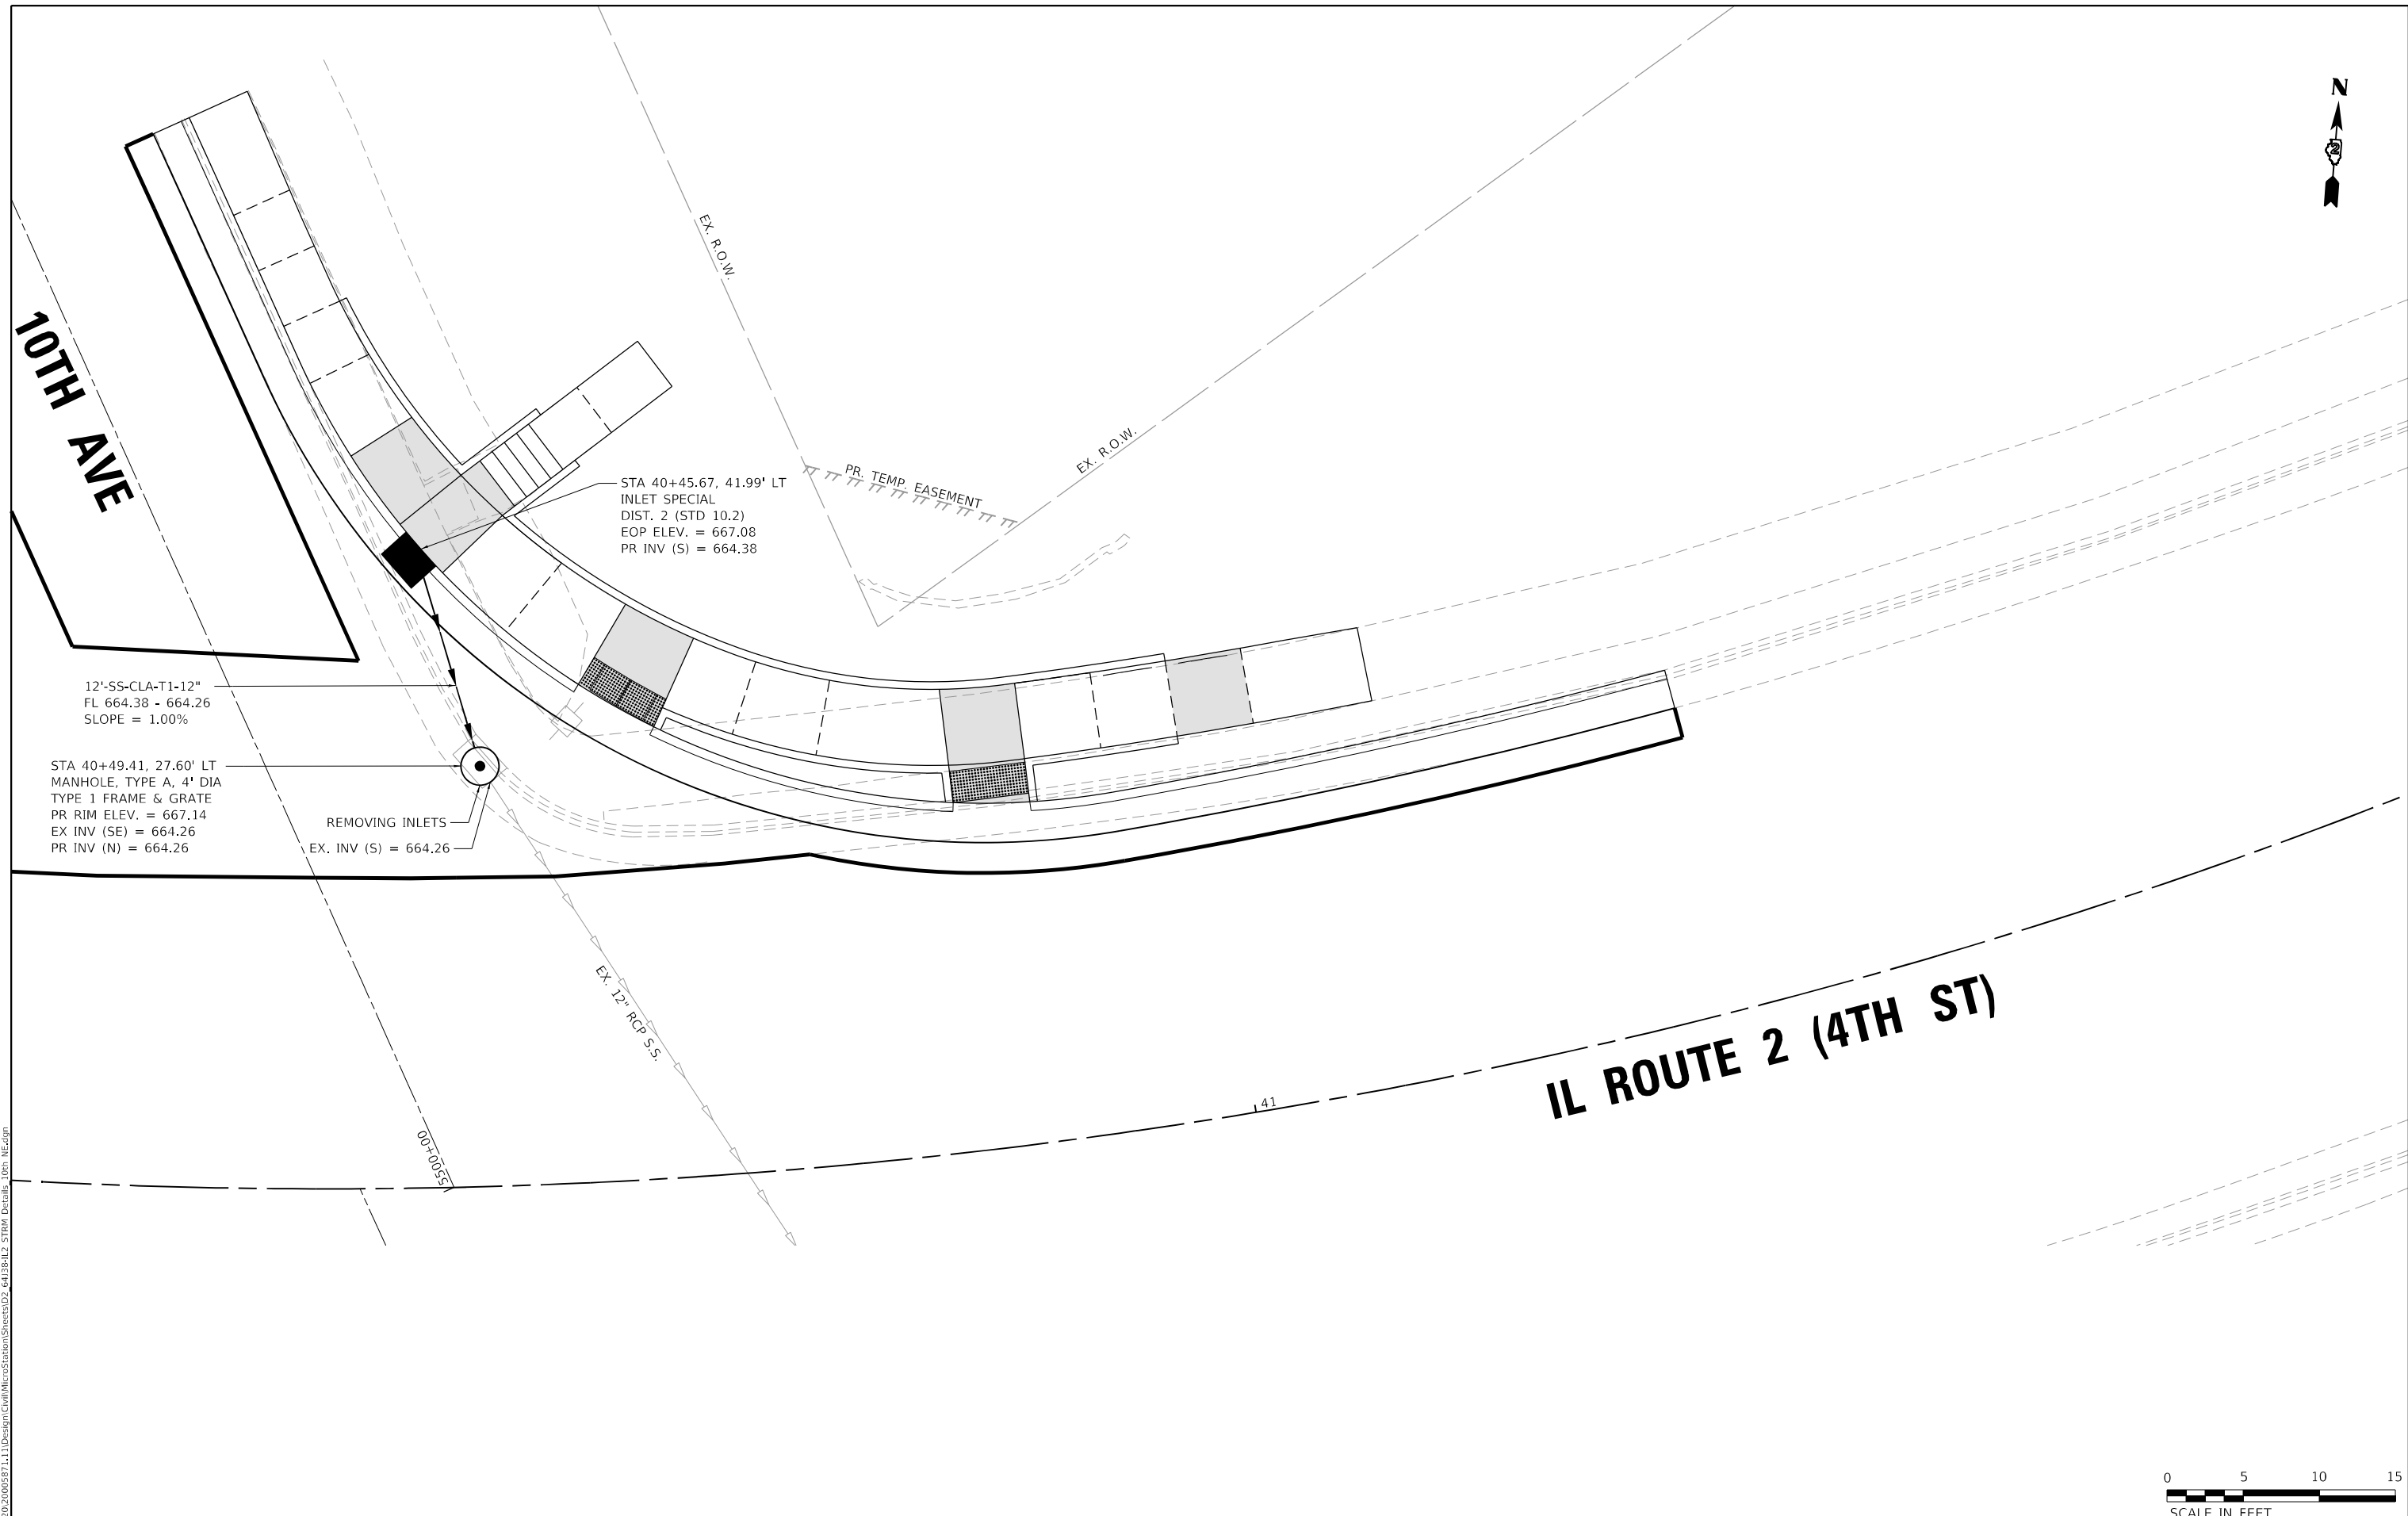 N
2
EX. R.O.W.
10TH AVE
EX. R.O.W.
PR. TEMP. EASEMENT
STA 40+45.67, 41.99' LT
INLET SPECIAL
DIST. 2 (STD 10.2)
EOP ELEV. = 667.08
PR INV (S) = 664.38
12'-SS-CLA-T1-12"
FL 664.38 - 664.26
SLOPE = 1.00%
STA 40+49.41, 27.60' LT
MANHOLE, TYPE A, 4' DIA
TYPE 1 FRAME & GRATE
PR RIM ELEV. = 667.14
EX INV (SE) = 664.26
PR INV (N) = 664.26
REMOVING INLETS
EX. INV (S) = 664.26
EX. 12" RCP S.S.
IL ROUTE 2 (4TH ST)
41
5500+00
0 5 10 15
SCALE IN FEET